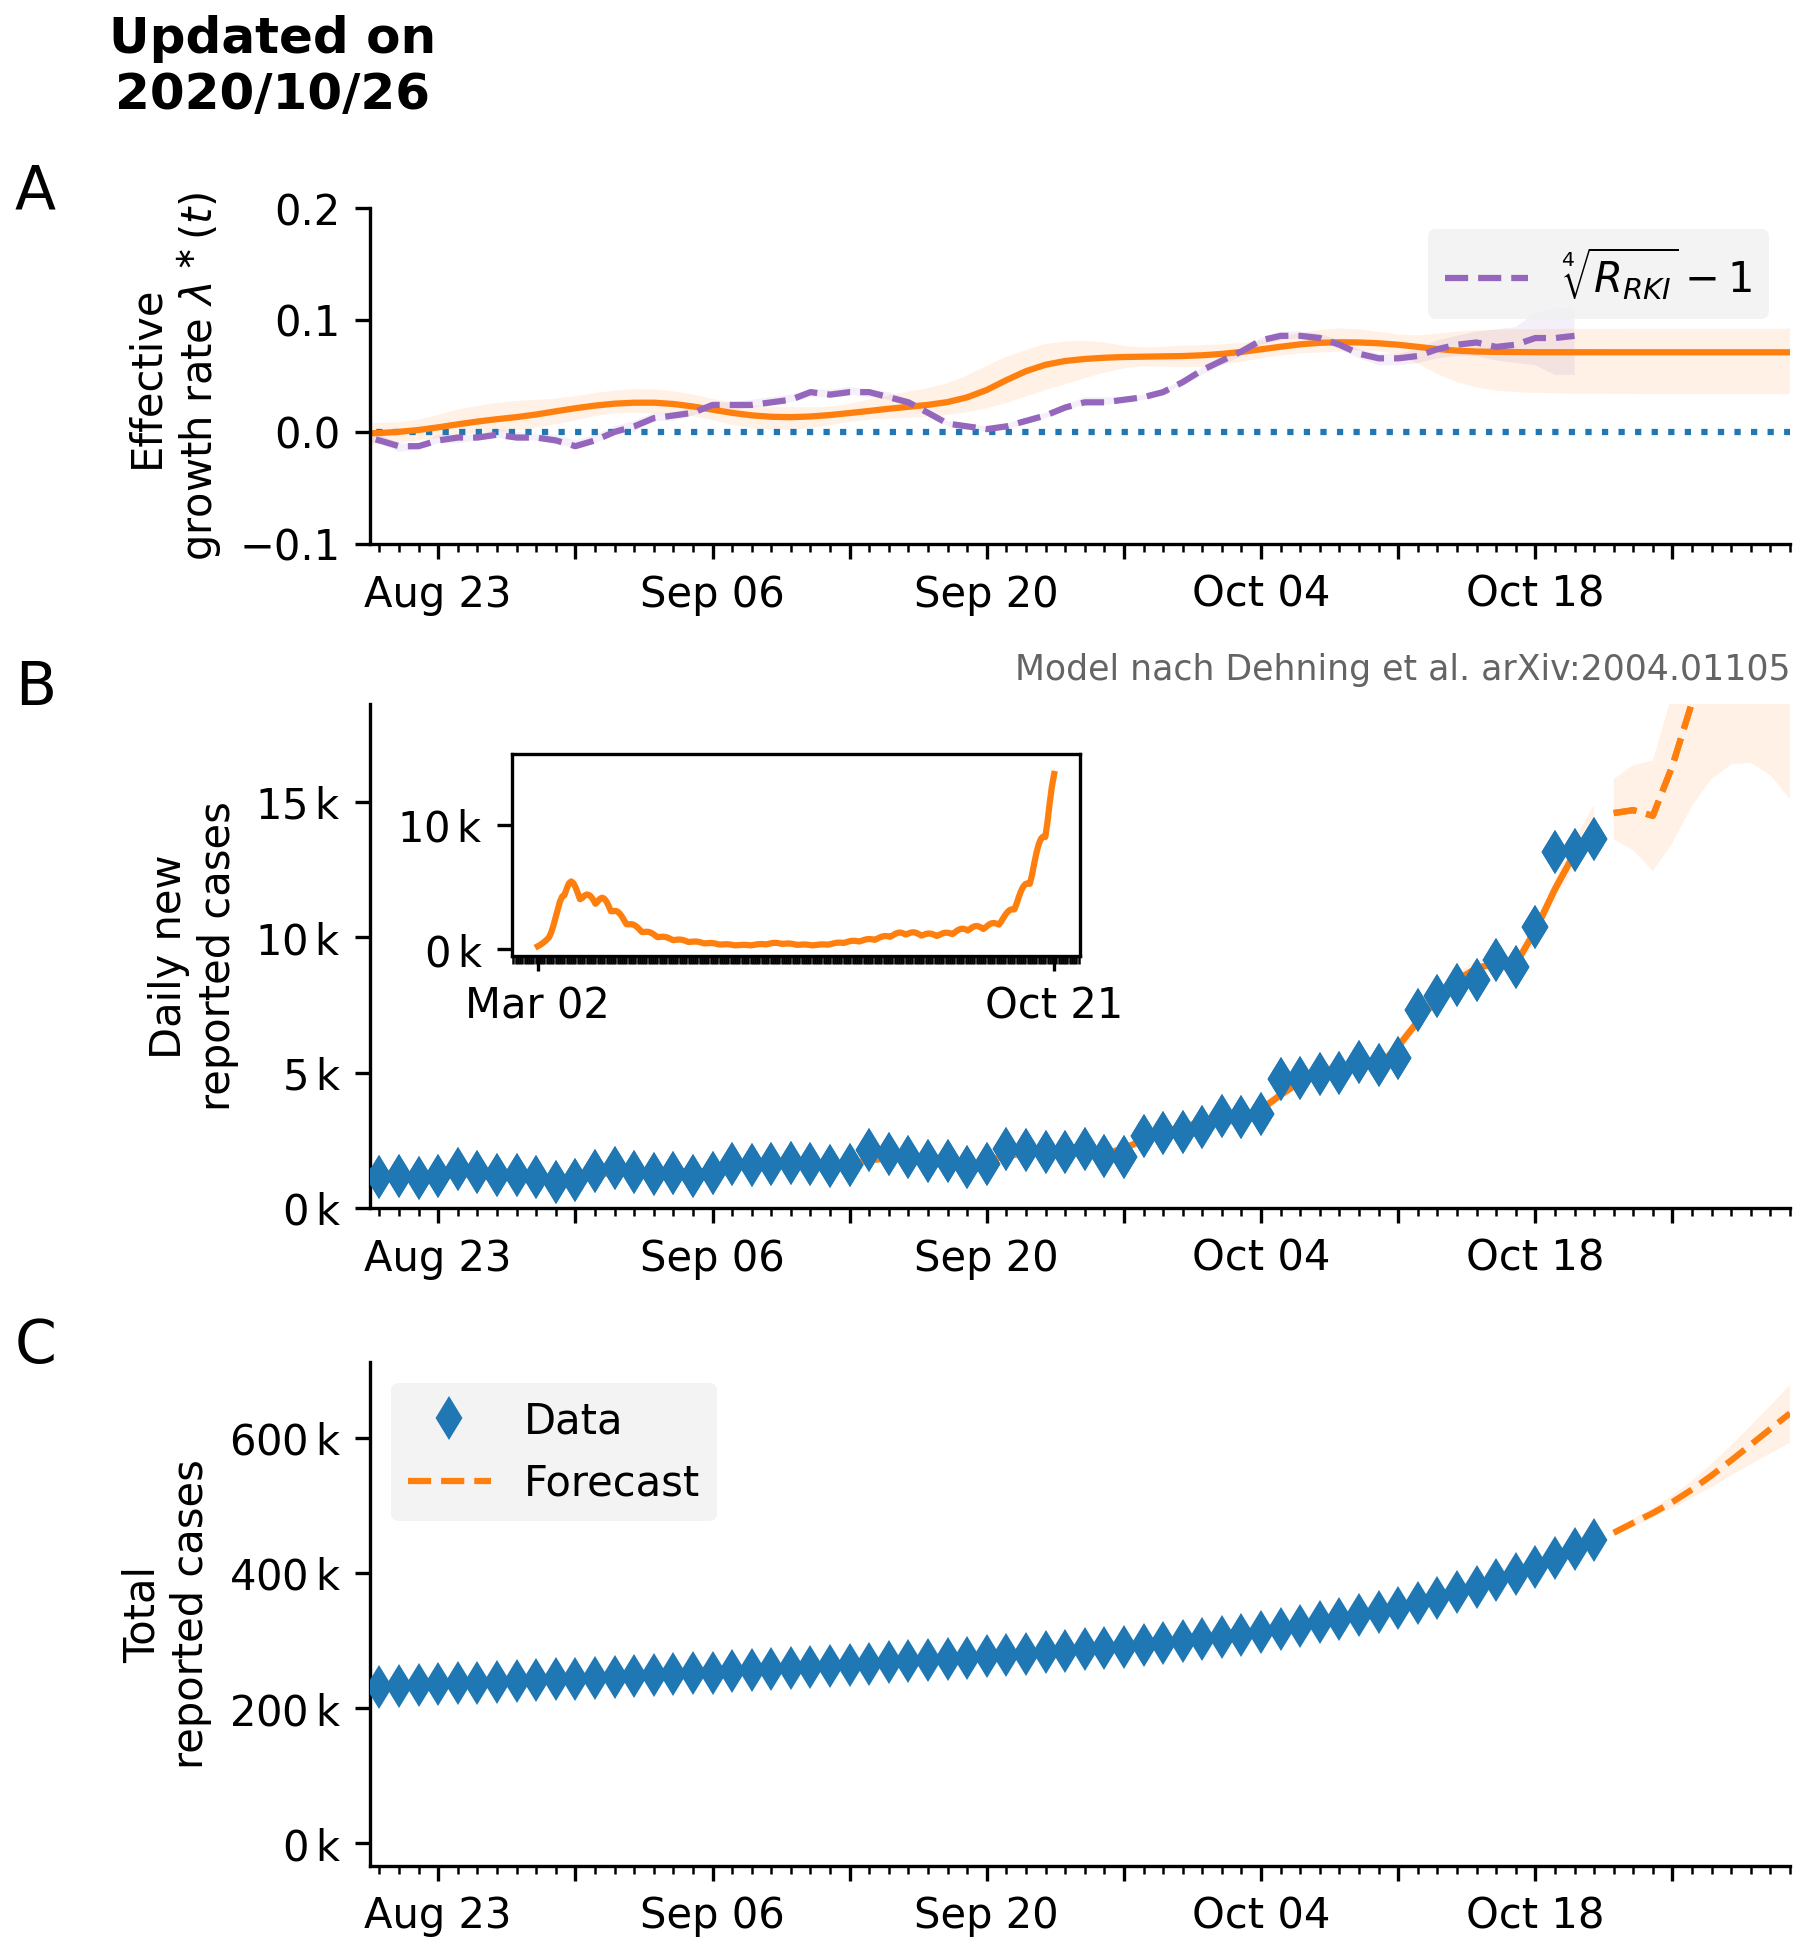 Updated on
2020/10/26
A
Effective
growth rate λ * (t)
0.2
0.1
0.0
−0.1
∜R_RKI − 1
Aug 23 Sep 06 Sep 20 Oct 04 Oct 18
B
Model nach Dehning et al. arXiv:2004.01105
Daily new
reported cases
15 k
10 k
5 k
0 k
10 k
0 k
Mar 02 Oct 21
Aug 23 Sep 06 Sep 20 Oct 04 Oct 18
C
Total
reported cases
600 k
400 k
200 k
0 k
Data
Forecast
Aug 23 Sep 06 Sep 20 Oct 04 Oct 18